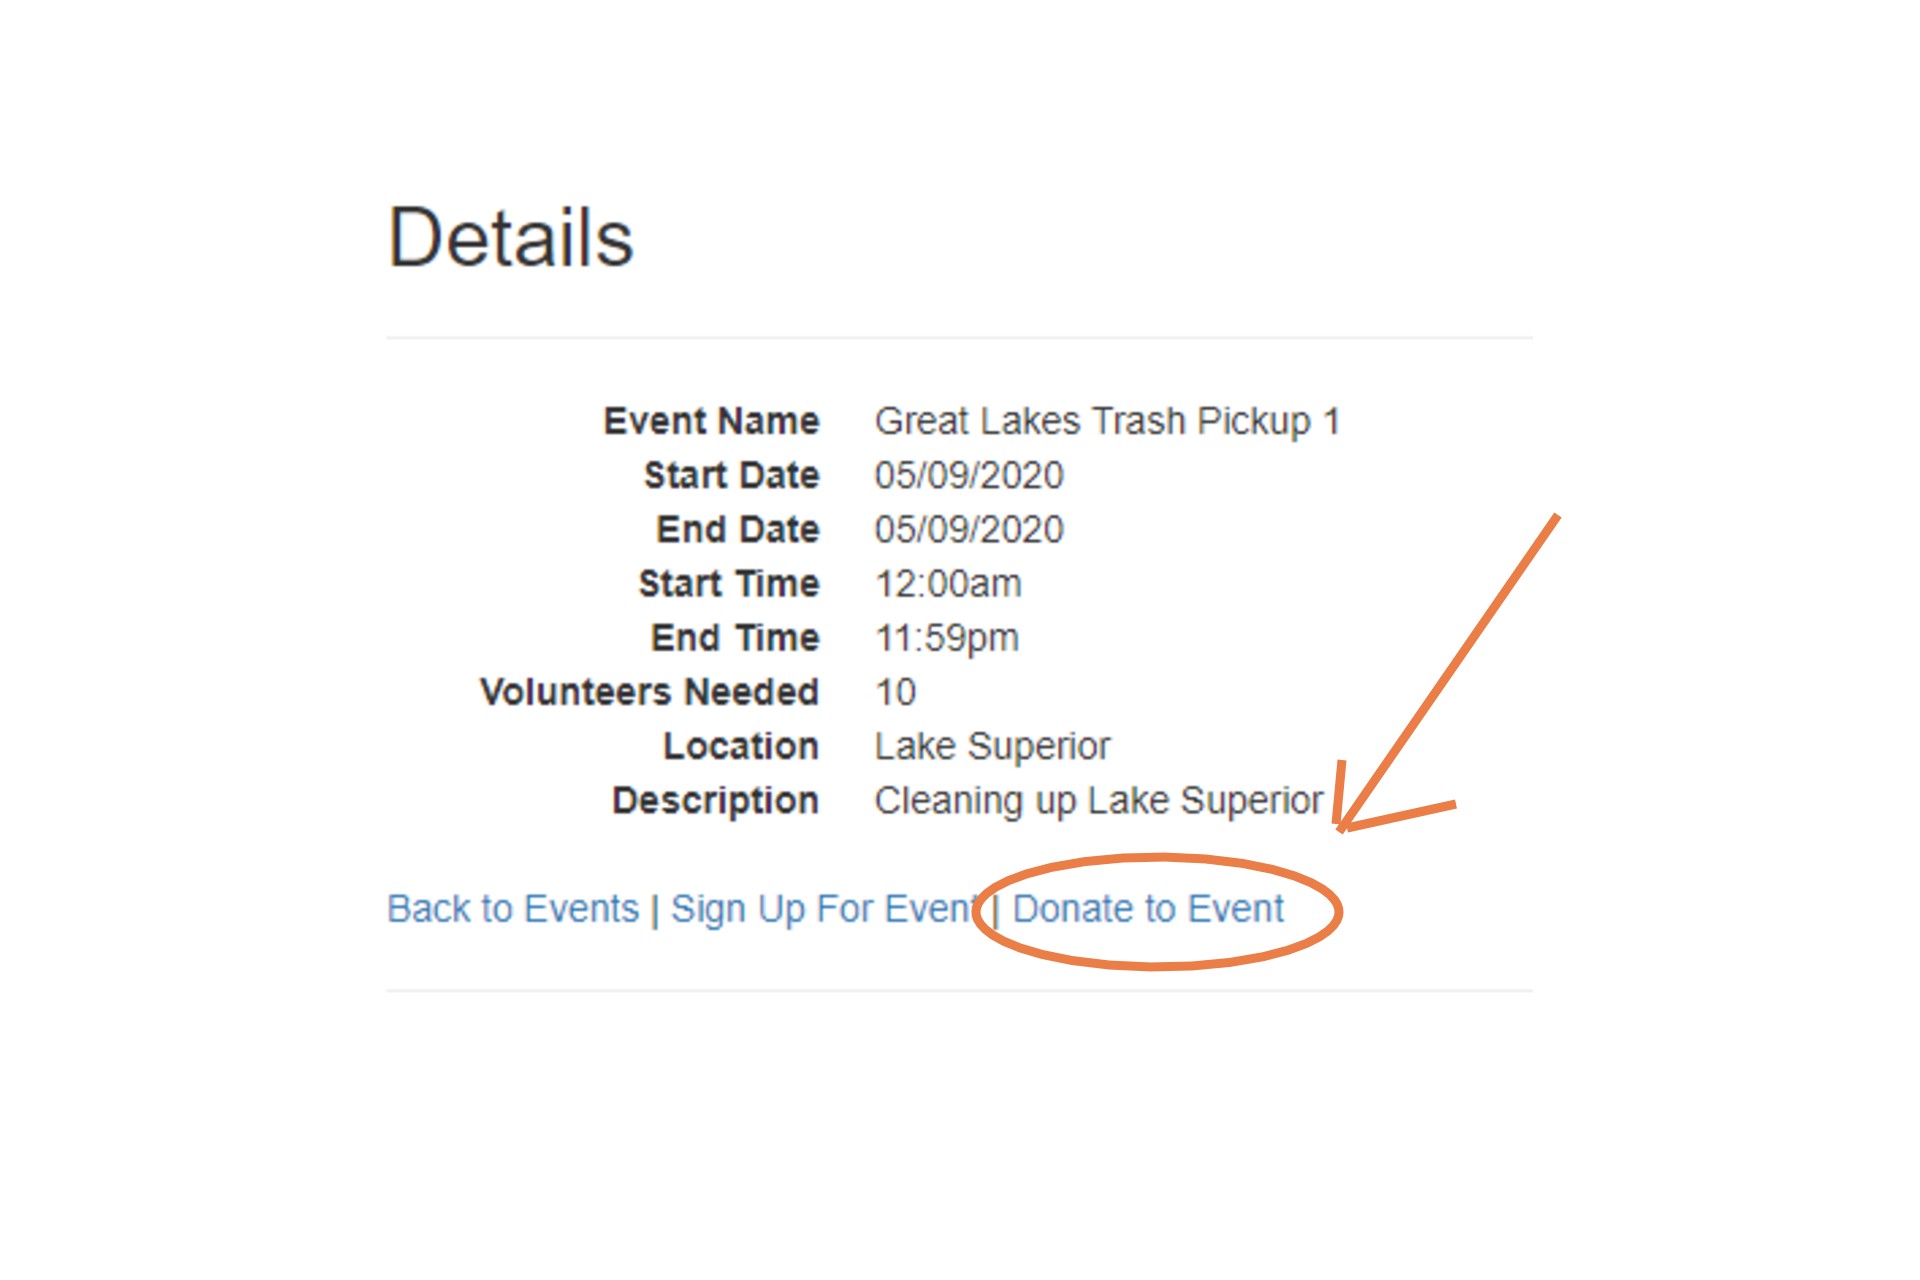 Details
Event Name Great Lakes Trash Pickup 1
Start Date 05/09/2020
End Date 05/09/2020
Start Time 12:00am
End Time 11:59pm
Volunteers Needed 10
Location Lake Superior
Description Cleaning up Lake Superior
Back to Events | Sign Up For Event | Donate to Event